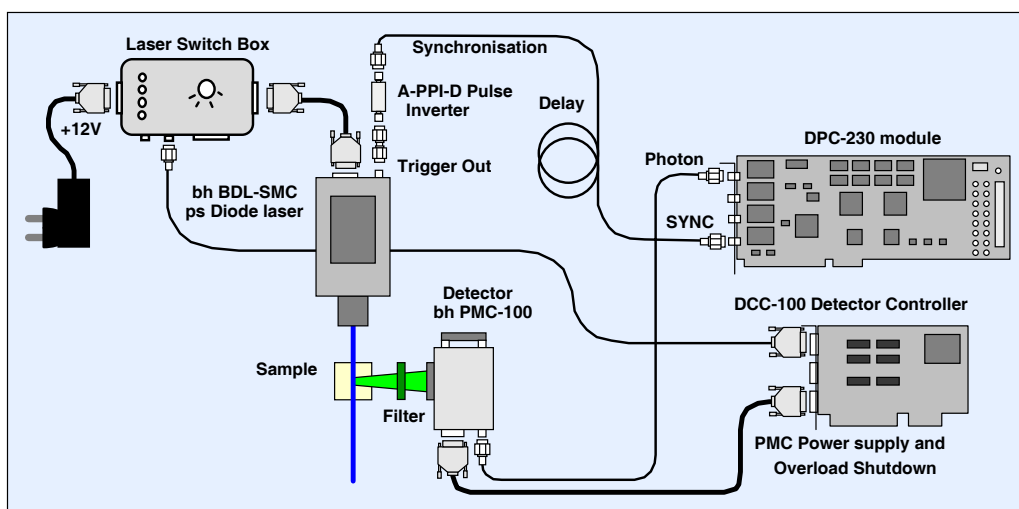 Laser Switch Box
Synchronisation
A-PPI-D Pulse
Inverter
Delay
+12V
DPC-230 module
Photon
Trigger Out
bh BDL-SMC
ps Diode laser
SYNC
Detector
bh PMC-100
DCC-100 Detector Controller
Sample
Filter
PMC Power supply and
Overload Shutdown